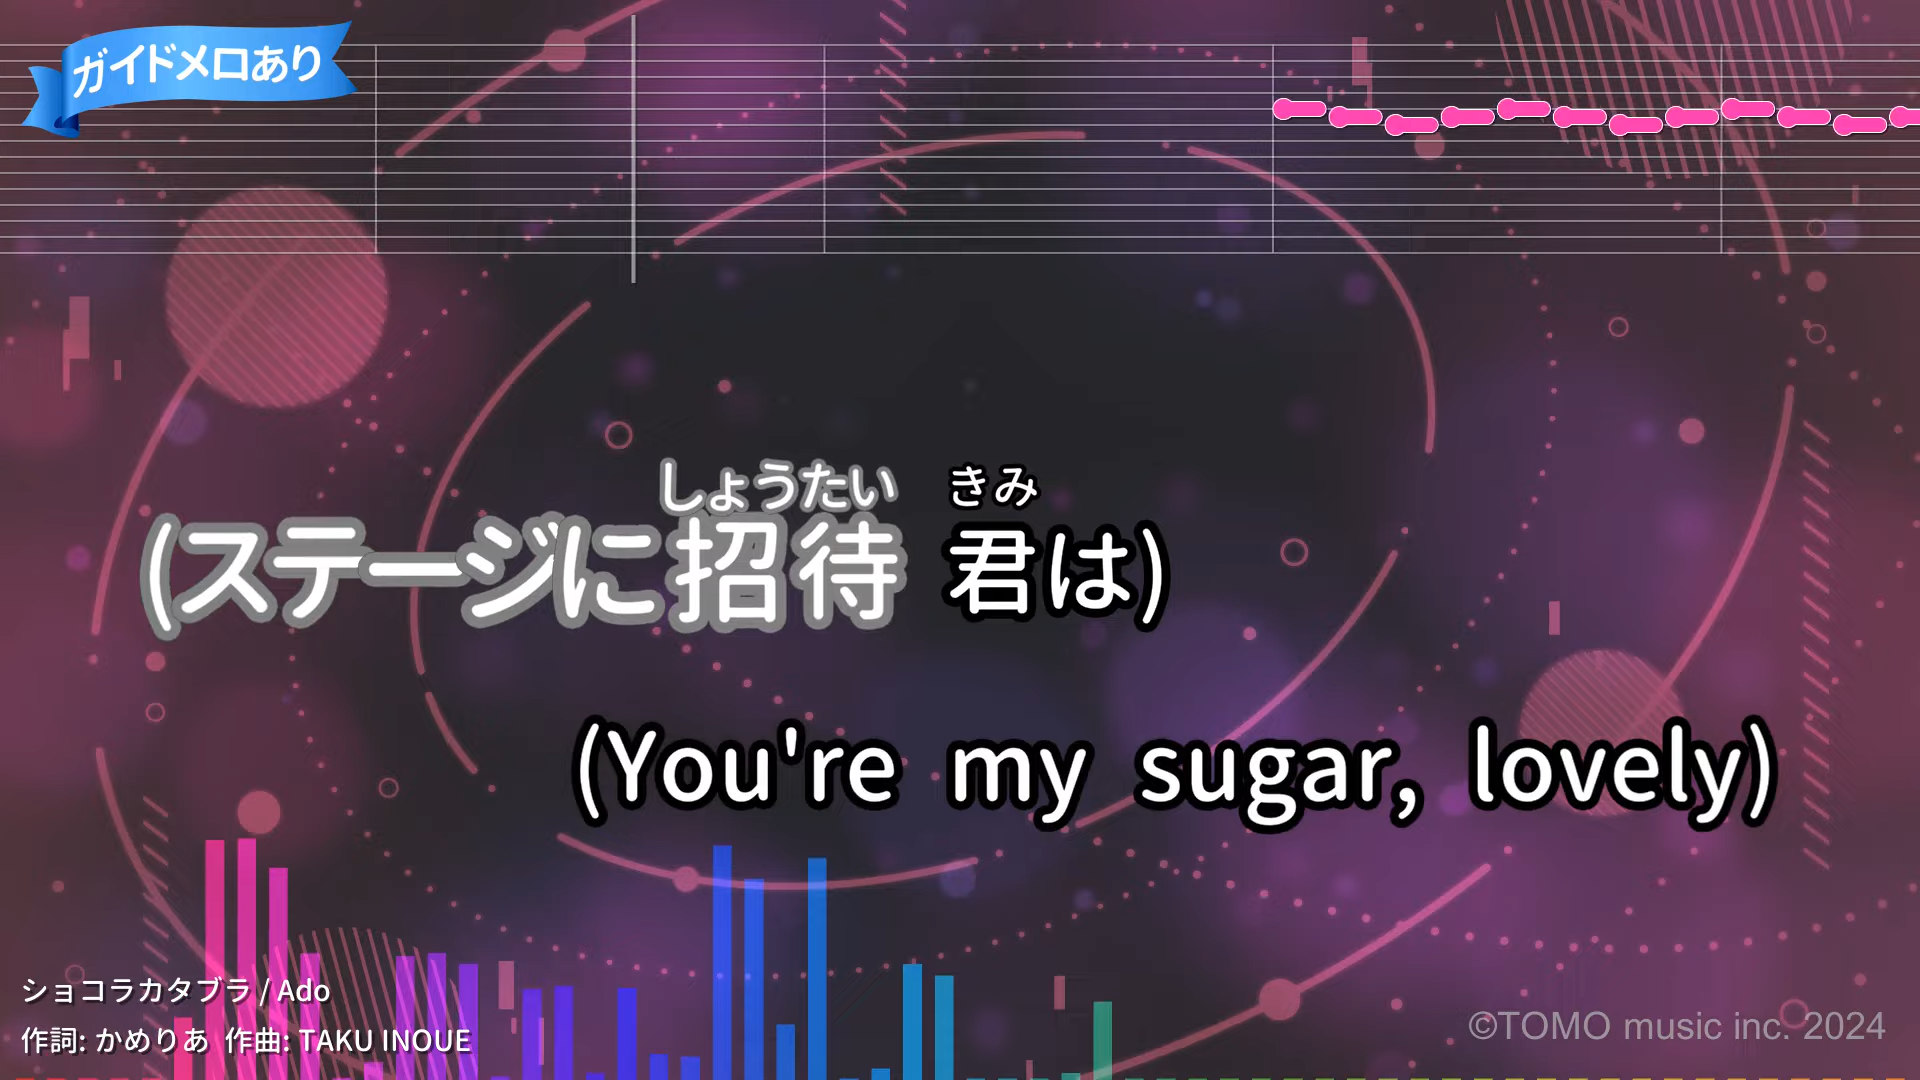 ガイドメロあり
しょうたい きみ
(ステージに招待 君は)
(You're my sugar, lovely)
ショコラカタブラ / Ado
作詞: かめりあ 作曲: TAKU INOUE
©TOMO music inc. 2024